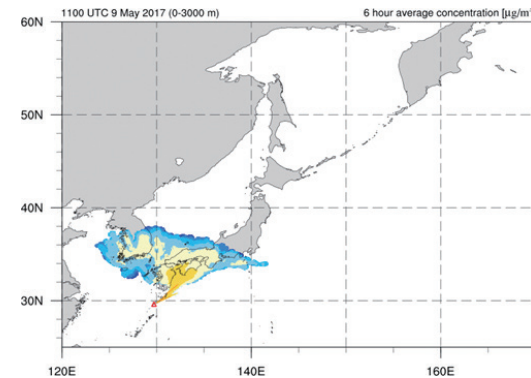 1100 UTC 9 May 2017 (0-3000 m) 6 hour average concentration [µg/m
60N
50N
40N
30N
120E 140E 160E